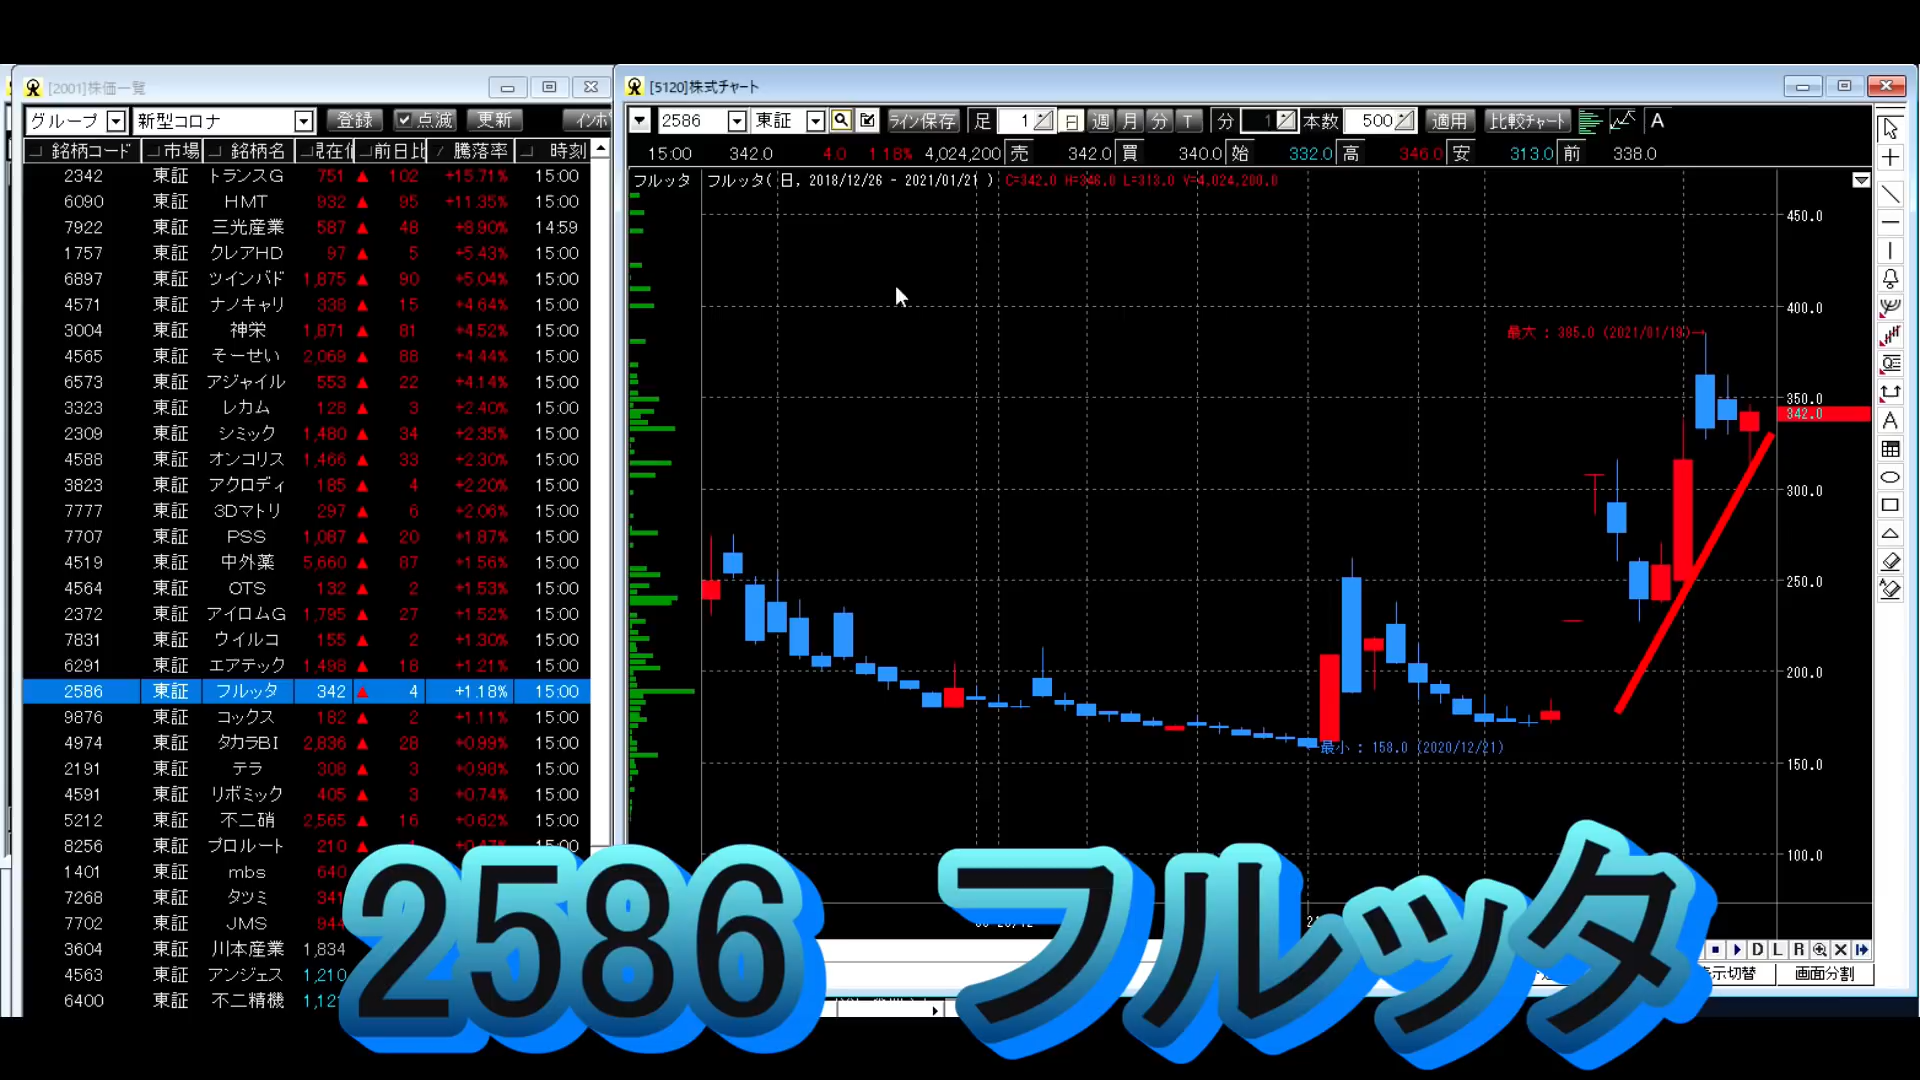 [2001]株価一覧
グループ 新型コロナ 登録 点滅 更新
銘柄コード 市場 銘柄名 現在値 前日比 騰落率 時刻
2342 東証 トランスG 751 ▲ 102 +15.71% 15:00
6090 東証 HMT 932 ▲ 95 +11.35% 15:00
7922 東証 三光産業 587 ▲ 48 +8.90% 14:59
1757 東証 クレアHD 97 ▲ 5 +5.43% 15:00
6897 東証 ツインバド 1,875 ▲ 90 +5.04% 15:00
4571 東証 ナノキャリ 338 ▲ 15 +4.64% 15:00
3004 東証 神栄 1,871 ▲ 81 +4.52% 15:00
4565 東証 そーせい 2,069 ▲ 88 +4.44% 15:00
6573 東証 アジャイル 553 ▲ 22 +4.14% 15:00
3323 東証 レカム 128 ▲ 3 +2.40% 15:00
2309 東証 シミック 1,480 ▲ 34 +2.35% 15:00
4588 東証 オンコリス 1,466 ▲ 33 +2.30% 15:00
3823 東証 アクロディ 185 ▲ 4 +2.20% 15:00
7777 東証 3Dマトリ 297 ▲ 6 +2.06% 15:00
7707 東証 PSS 1,087 ▲ 20 +1.87% 15:00
4519 東証 中外薬 5,660 ▲ 87 +1.56% 15:00
4564 東証 OTS 132 ▲ 2 +1.53% 15:00
2372 東証 アイロムG 1,795 ▲ 27 +1.52% 15:00
7831 東証 ウイルコ 155 ▲ 2 +1.30% 15:00
6291 東証 エアテック 1,498 ▲ 18 +1.21% 15:00
2586 東証 フルッタ 342 ▲ 4 +1.18% 15:00
9876 東証 コックス 182 ▲ 2 +1.11% 15:00
4974 東証 タカラBI 2,836 ▲ 28 +0.99% 15:00
2191 東証 テラ 308 ▲ 3 +0.98% 15:00
4591 東証 リボミック 405 ▲ 3 +0.74% 15:00
5212 東証 不二硝 2,565 ▲ 16 +0.62% 15:00
8256 東証 プロルート 210
1401 東証 mbs 640
7268 東証 タツミ 341
7702 東証 JMS 944
3604 東証 川本産業 1,834
4563 東証 アンジェス 1,210
6400 東証 不二精機
[5120]株式チャート
2586 東証 ライン保存 足 1 日 週 月 分 T 分 1 本数 500 適用 比較チャート A
15:00 342.0 4.0 1.18% 4,024,200 売 342.0 買 340.0 始 332.0 高 346.0 安 313.0 前 338.0
フルッタ フルッタ( 日, 2018/12/26 - 2021/01/21 ) C=342.0 H=346.0 L=313.0 V=4,024,200.0
450.0
400.0
最大 : 385.0 (2021/01/19)→
350.0
342.0
300.0
250.0
200.0
最小 : 158.0 (2020/12/21)
150.0
100.0
D L R
示切替 画面分割
2586 フルッタ